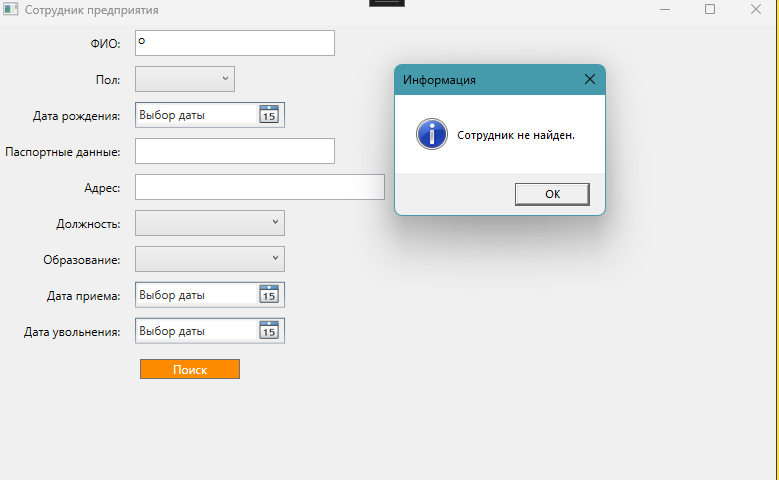 Сотрудник предприятия
ФИО: о
Пол:
Дата рождения: Выбор даты 15
Паспортные данные:
Адрес:
Должность:
Образование:
Дата приема: Выбор даты 15
Дата увольнения: Выбор даты 15
Поиск
Информация
Сотрудник не найден.
ОК